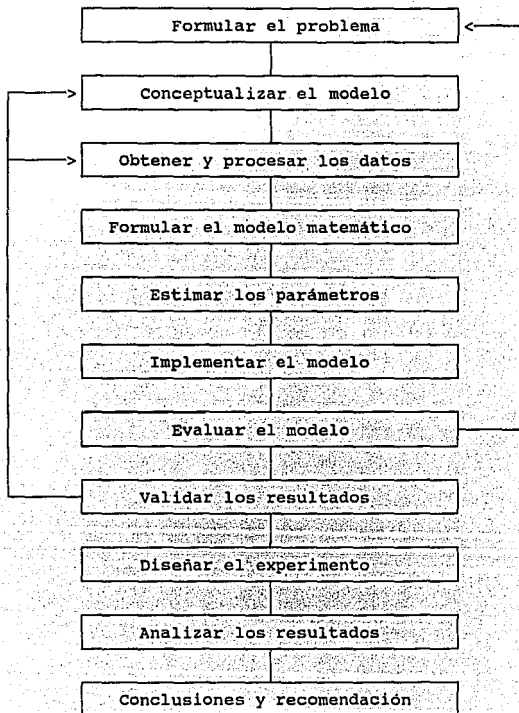 Formular el problema
Conceptualizar el modelo
Obtener y procesar los datos
Formular el modelo matemático
Estimar los parámetros
Implementar el modelo
Evaluar el modelo
Validar los resultados
Diseñar el experimento
Analizar los resultados
Conclusiones y recomendación